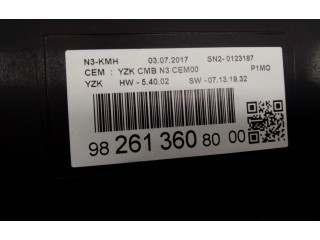 N3-KMH 03.07.2017 SN2- 0123187
CEM : YZK CMB N3 CEM00 P1MO
YZK HW - 5.40.02 SW - 07.13.19.32
98 261 360 80 00